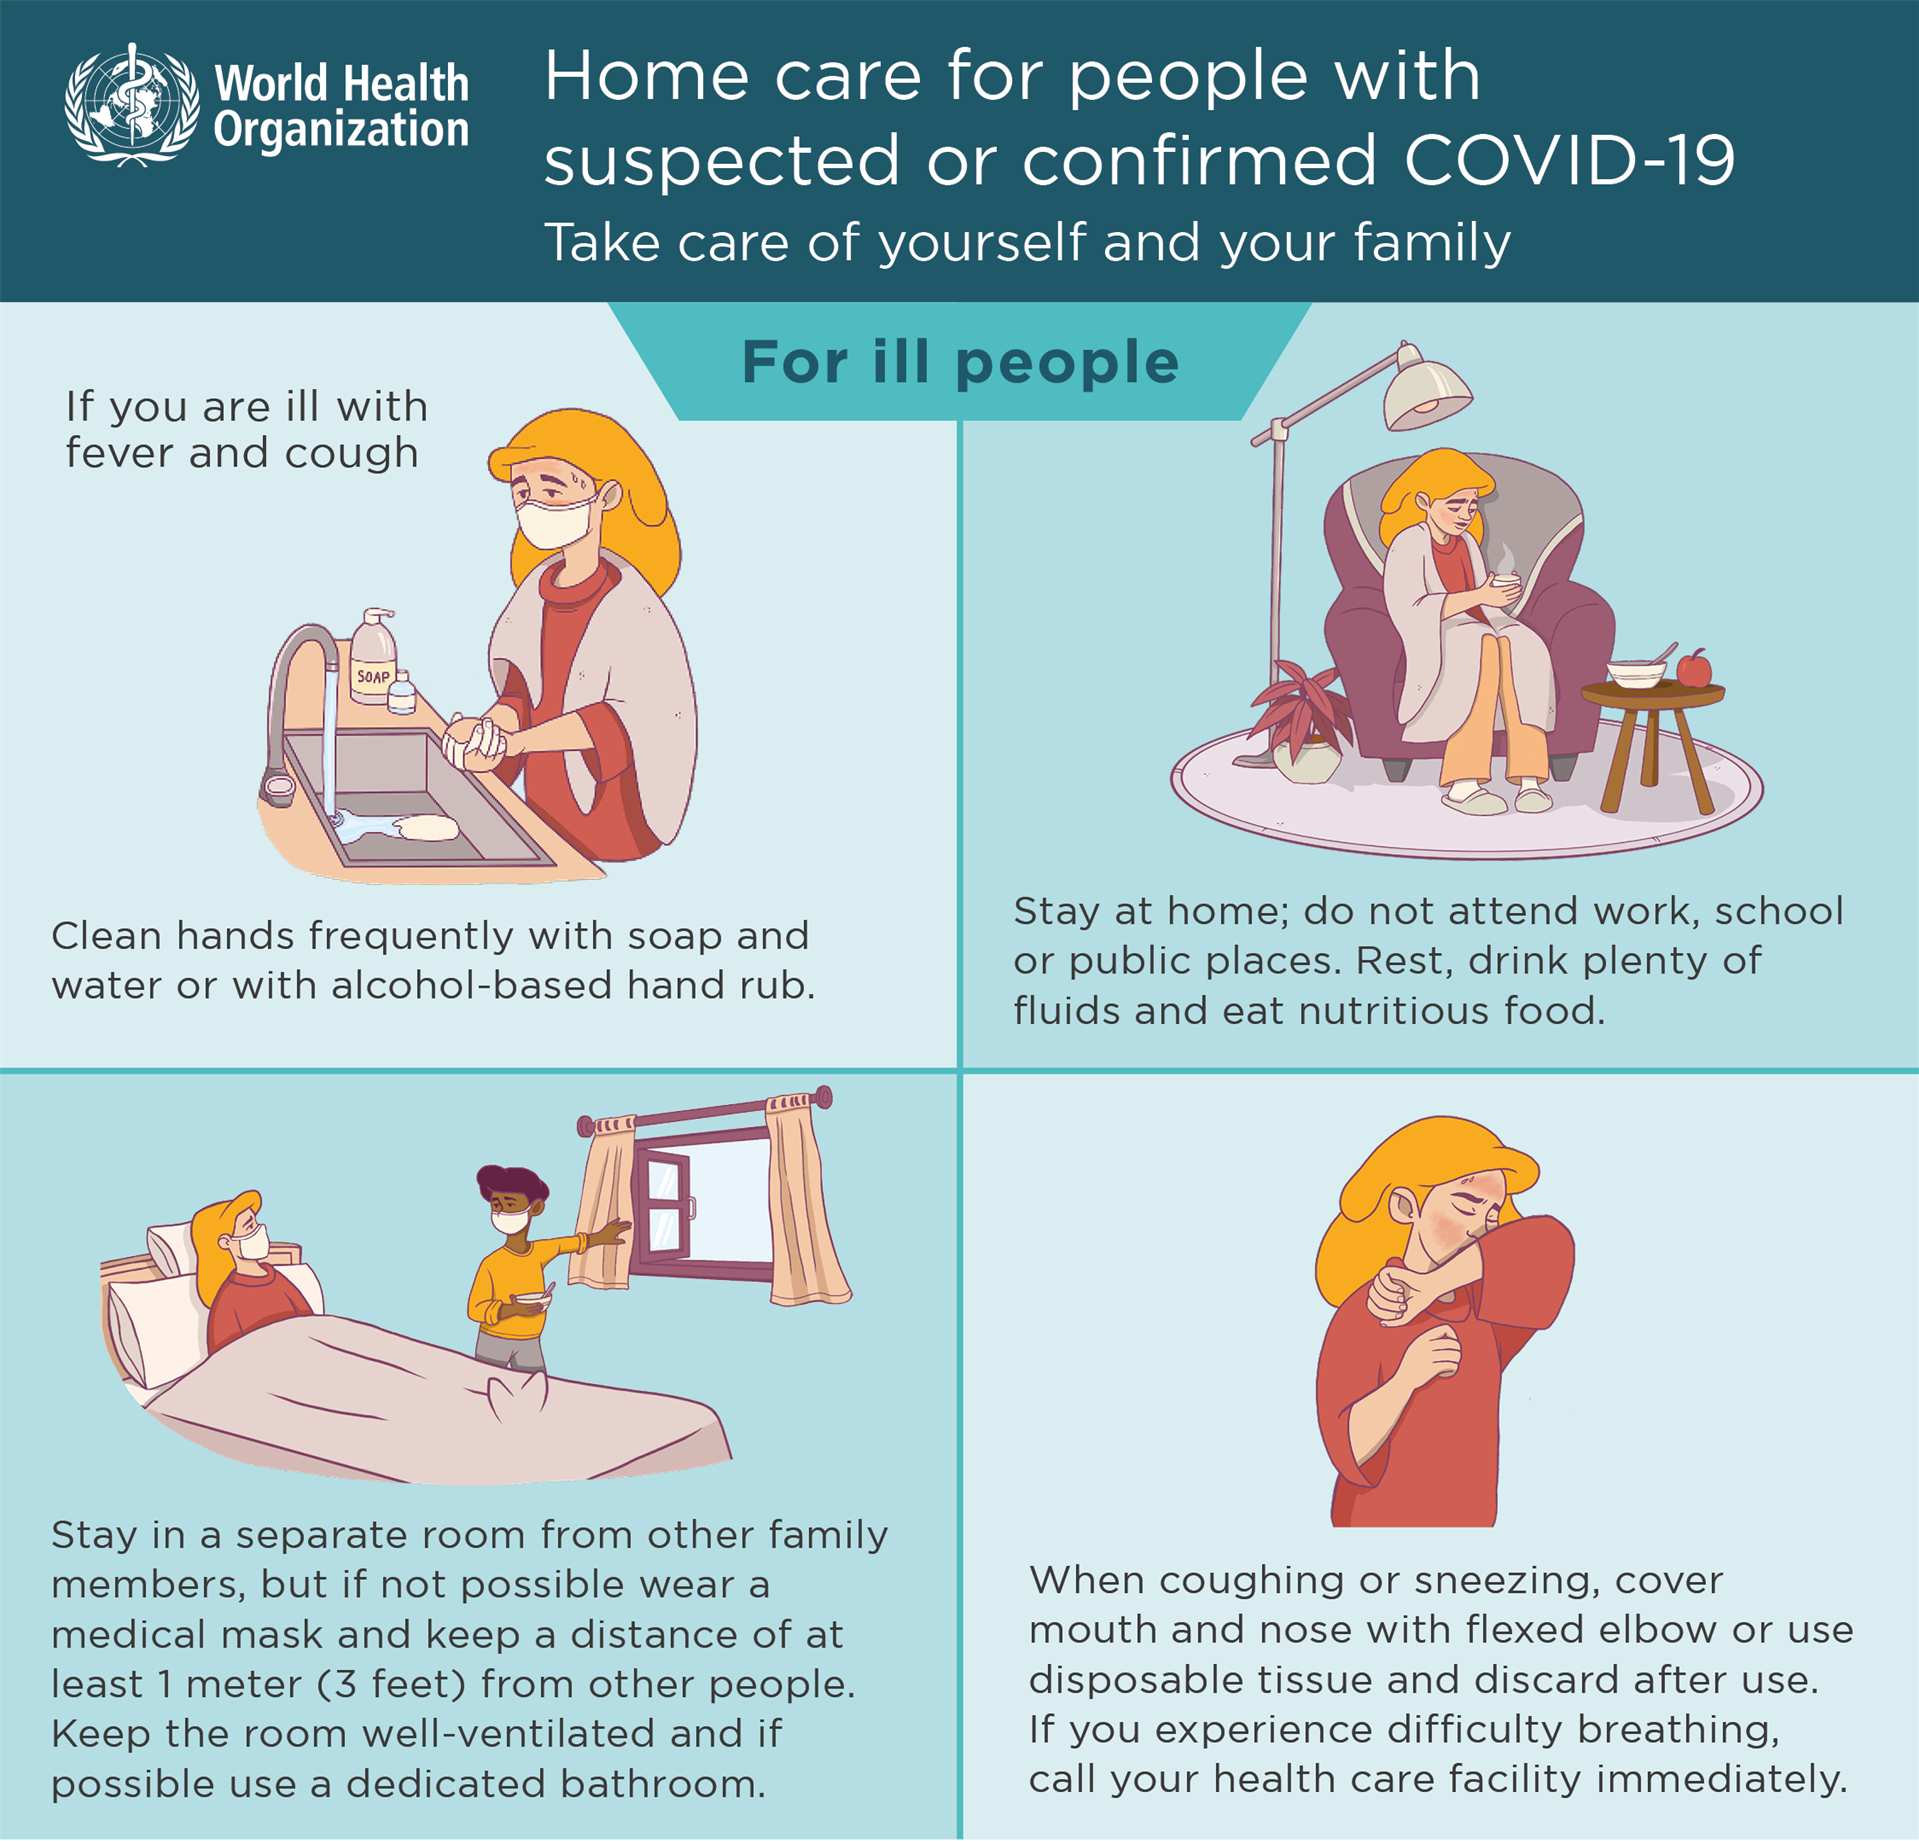 World Health
Organization
Home care for people with
suspected or confirmed COVID-19
Take care of yourself and your family
For ill people
If you are ill with
fever and cough
SOAP
Clean hands frequently with soap and
water or with alcohol-based hand rub.
Stay at home; do not attend work, school
or public places. Rest, drink plenty of
fluids and eat nutritious food.
Stay in a separate room from other family
members, but if not possible wear a
medical mask and keep a distance of at
least 1 meter (3 feet) from other people.
Keep the room well-ventilated and if
possible use a dedicated bathroom.
When coughing or sneezing, cover
mouth and nose with flexed elbow or use
disposable tissue and discard after use.
If you experience difficulty breathing,
call your health care facility immediately.